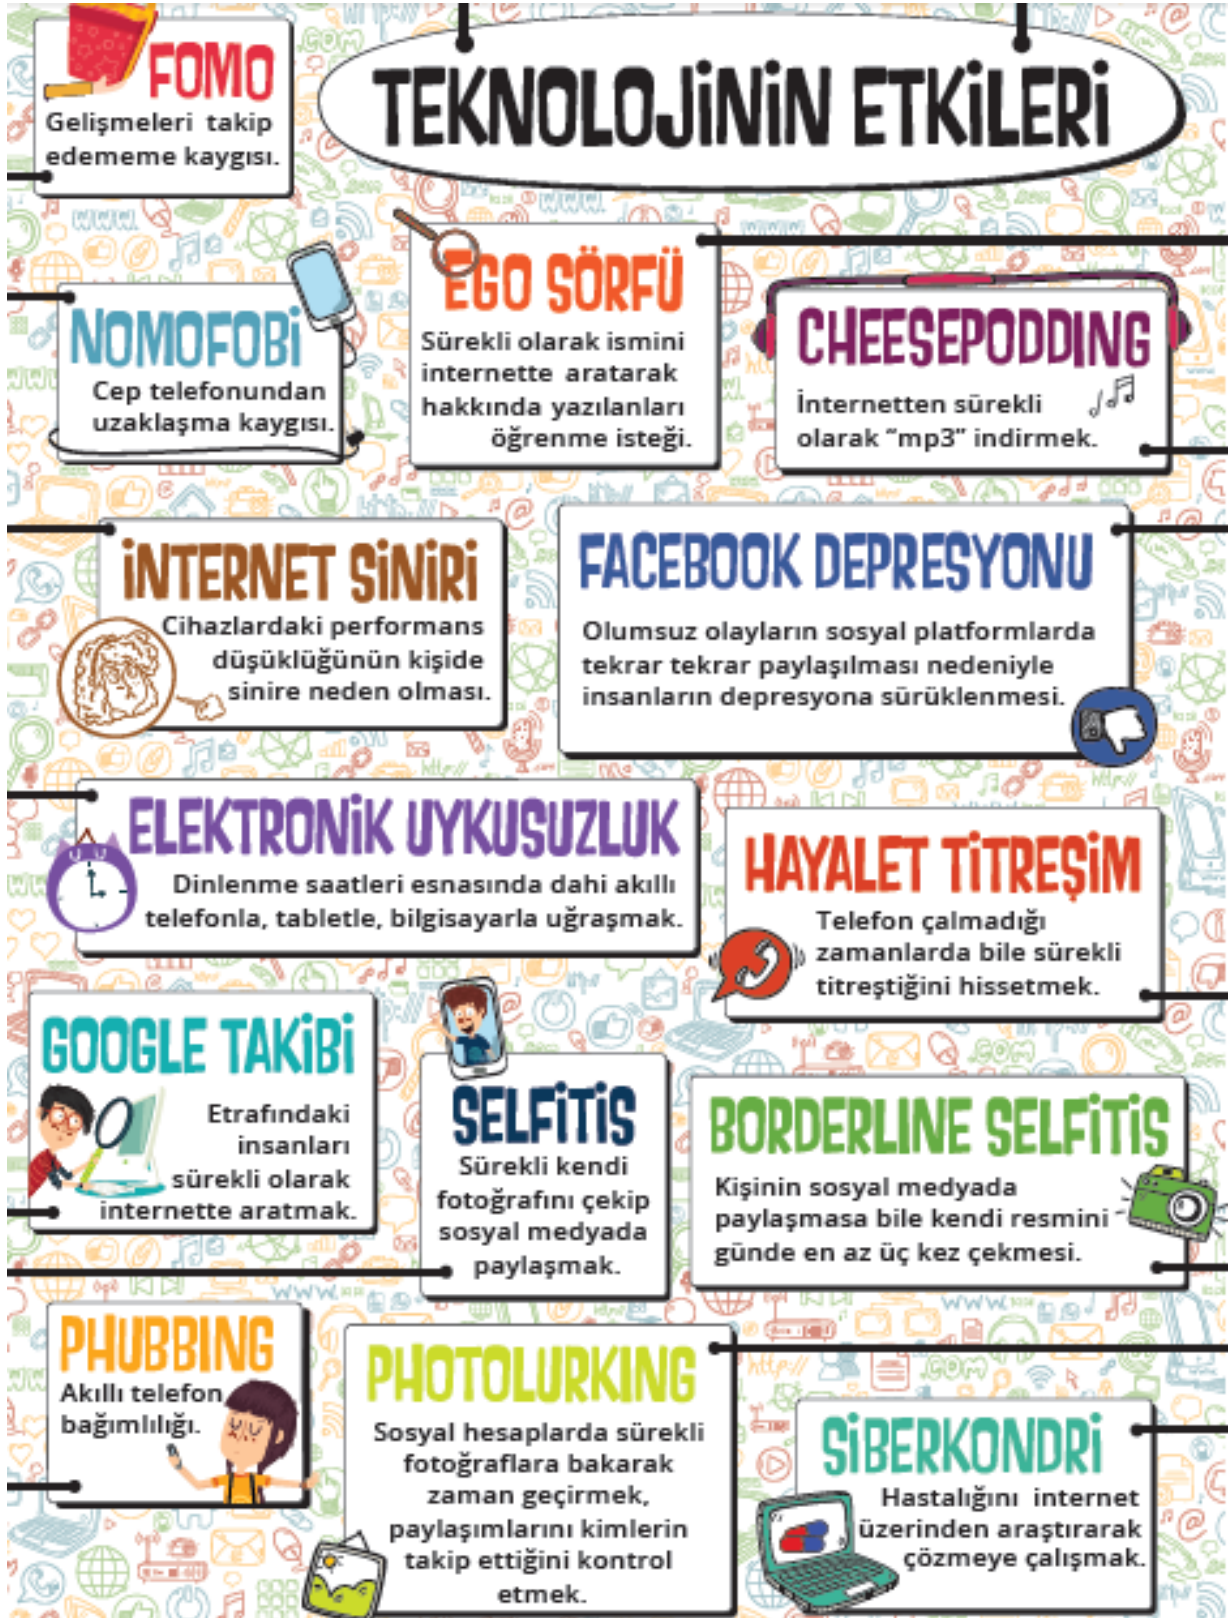 FOMO
Gelişmeleri takip
edememe kaygısı.
TEKNOLOJİNİN ETKİLERİ
NOMOFOBİ
Cep telefonundan
uzaklaşma kaygısı.
EGO SÖRFÜ
Sürekli olarak ismini
internette aratarak
hakkında yazılanları
öğrenme isteği.
CHEESEPODDING
İnternetten sürekli
olarak “mp3” indirmek.
İNTERNET SİNİRİ
Cihazlardaki performans
düşüklüğünün kişide
sinire neden olması.
FACEBOOK DEPRESYONU
Olumsuz olayların sosyal platformlarda
tekrar tekrar paylaşılması nedeniyle
insanların depresyona sürüklenmesi.
ELEKTRONİK UYKUSUZLUK
Dinlenme saatleri esnasında dahi akıllı
telefonla, tabletle, bilgisayarla uğraşmak.
HAYALET TİTREŞİM
Telefon çalmadığı
zamanlarda bile sürekli
titreştiğini hissetmek.
GOOGLE TAKİBİ
Etrafındaki
insanları
sürekli olarak
internette aratmak.
SELFİTİS
Sürekli kendi
fotoğrafını çekip
sosyal medyada
paylaşmak.
BORDERLINE SELFİTİS
Kişinin sosyal medyada
paylaşmasa bile kendi resmini
günde en az üç kez çekmesi.
PHUBBING
Akıllı telefon
bağımlılığı.
PHOTOLURKING
Sosyal hesaplarda sürekli
fotoğraflara bakarak
zaman geçirmek,
paylaşımlarını kimlerin
takip ettiğini kontrol
etmek.
SİBERKONDRİ
Hastalığını internet
üzerinden araştırarak
çözmeye çalışmak.